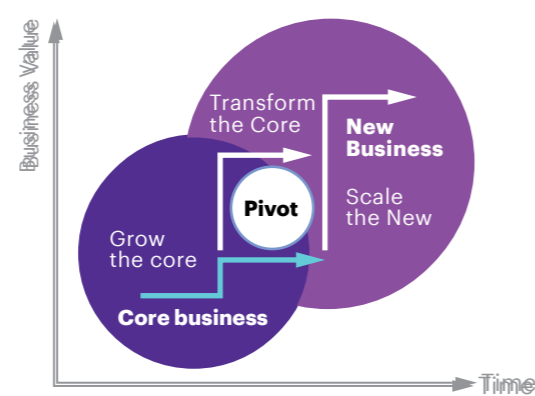 Business Value
Transform
the Core
New
Business
Pivot
Scale
the New
Grow
the core
Core business
Time